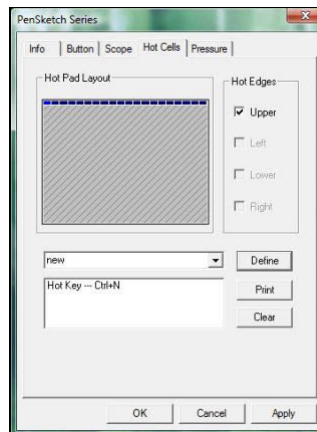 PenSketch Series
Info Button Scope Hot Cells Pressure
Hot Pad Layout
Hot Edges
Upper
Left
Lower
Right
new
Define
Hot Key --- Ctrl+N
Print
Clear
OK Cancel Apply